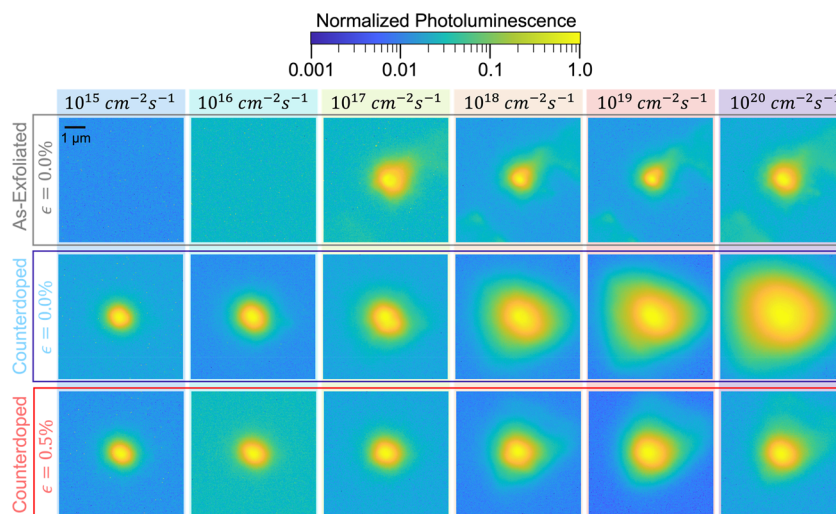 Normalized Photoluminescence
0.001 0.01 0.1 1.0
10¹⁵ cm⁻²s⁻¹ 10¹⁶ cm⁻²s⁻¹ 10¹⁷ cm⁻²s⁻¹ 10¹⁸ cm⁻²s⁻¹ 10¹⁹ cm⁻²s⁻¹ 10²⁰ cm⁻²s⁻¹
1 μm
As-Exfoliated
ϵ = 0.0%
Counterdoped
ϵ = 0.0%
Counterdoped
ϵ = 0.5%